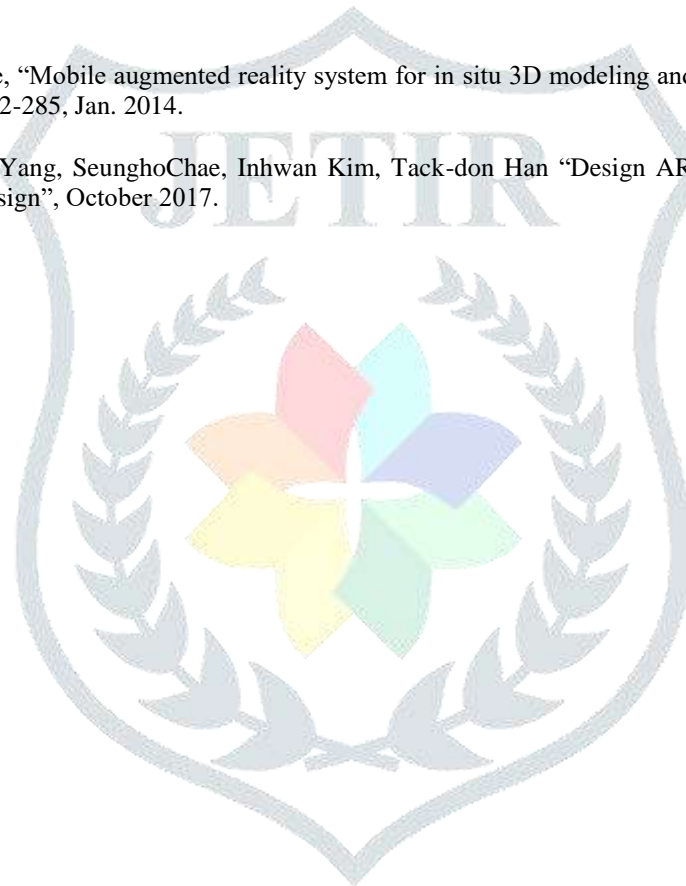 “Mobile augmented reality system for in situ 3D modeling and
2-285, Jan. 2014.
JETIR
Yang, SeunghoChae, Inhwan Kim, Tack-don Han “Design AR
sign”, October 2017.